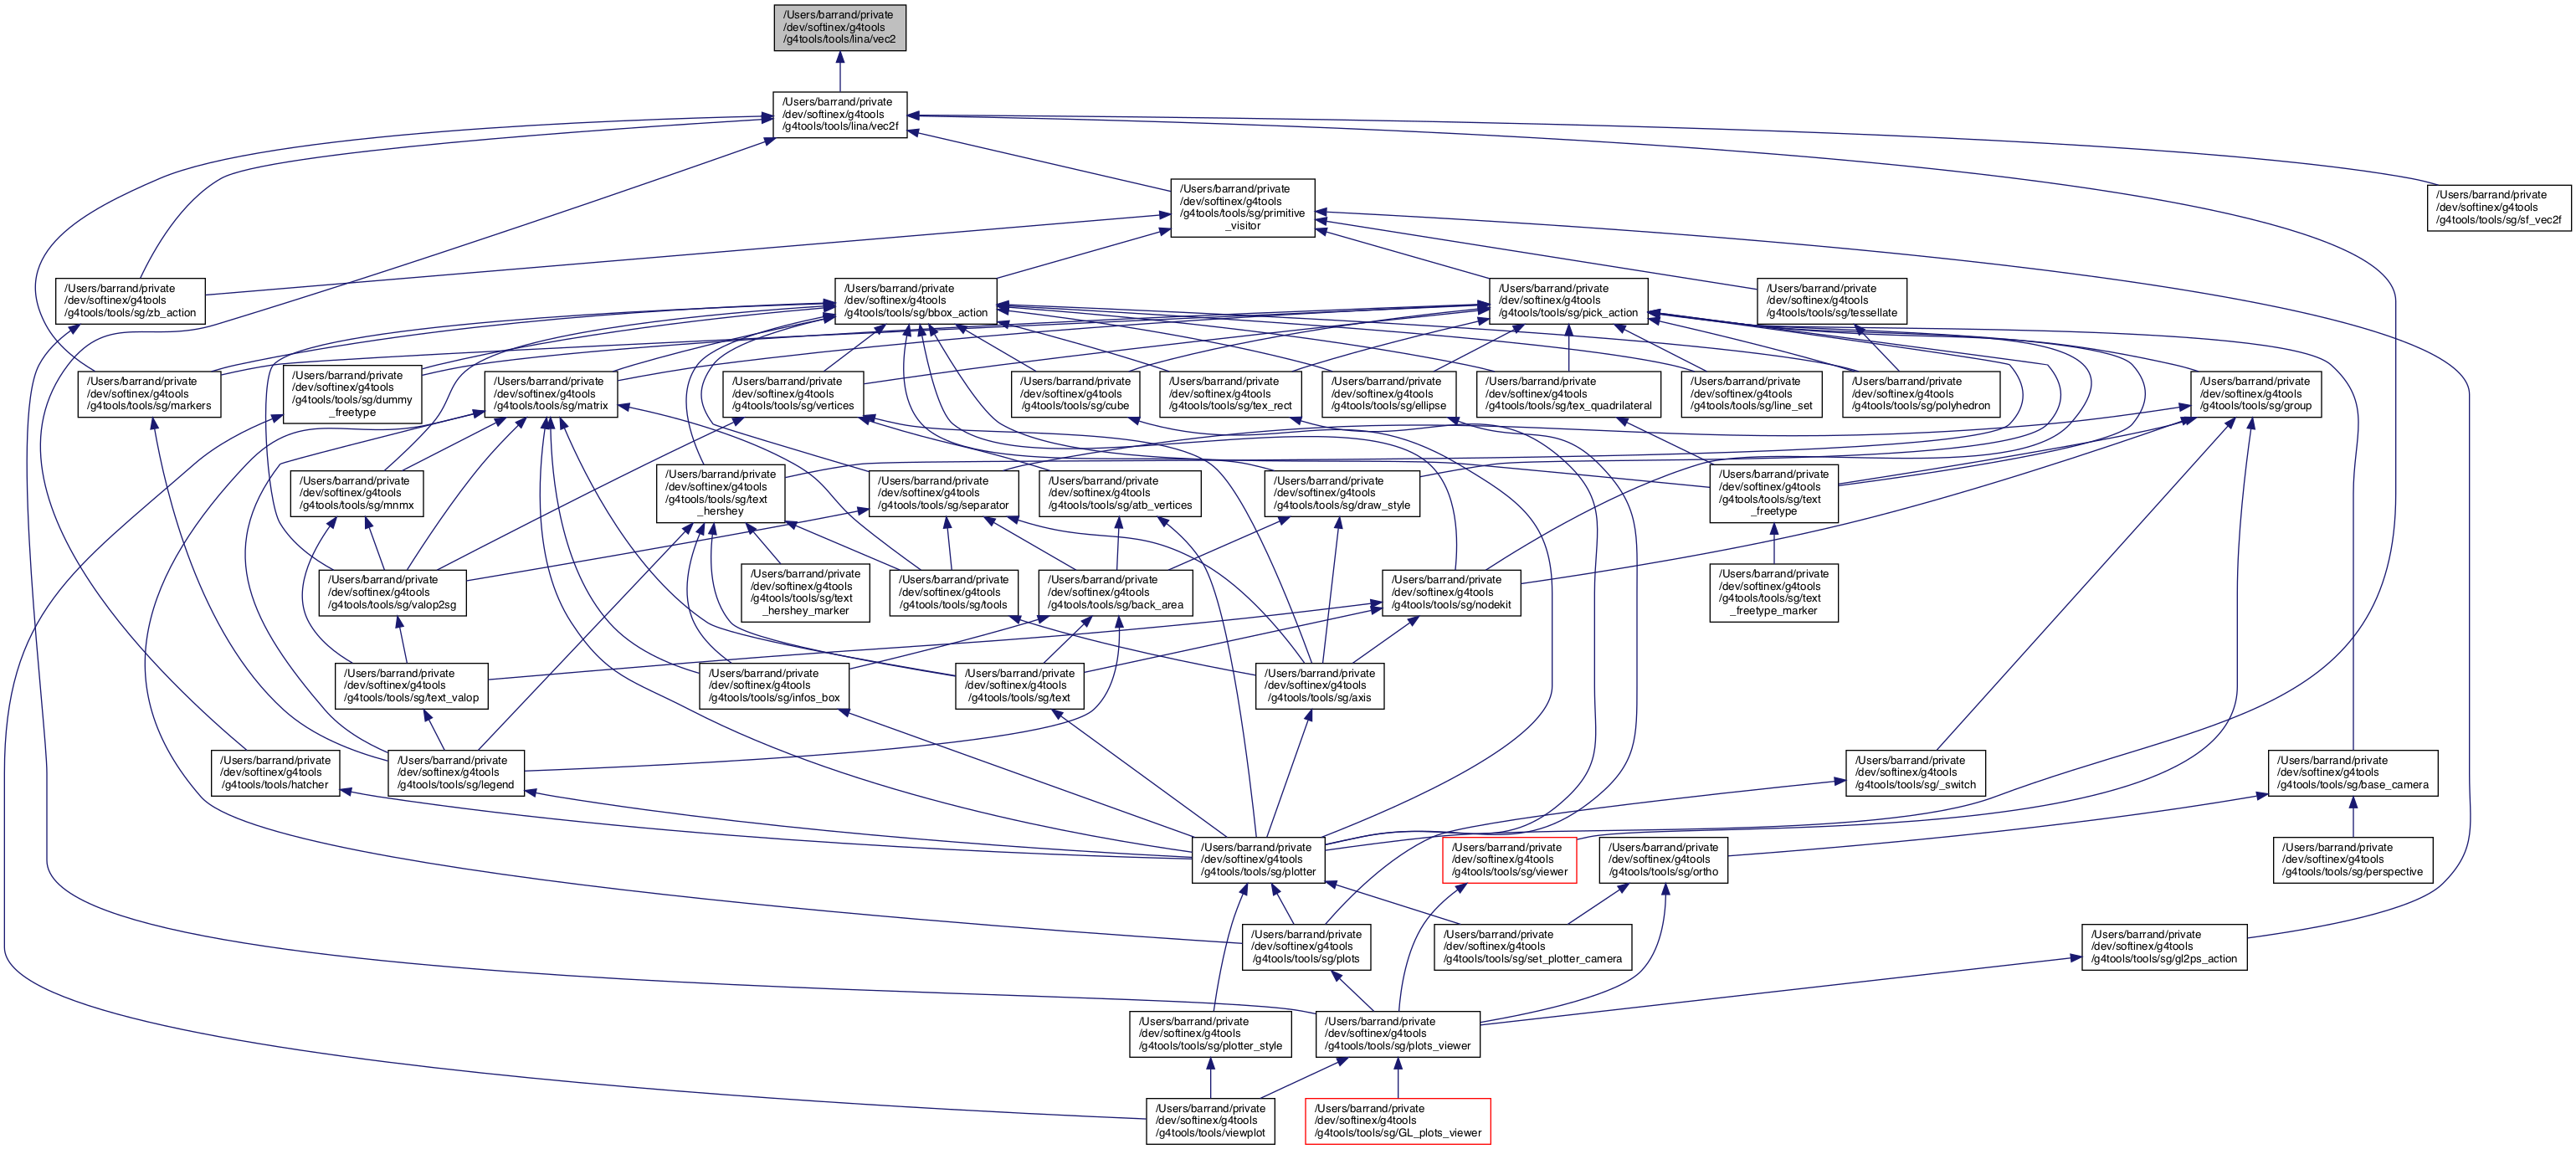 /Users/barrand/private
/dev/softinex/g4tools
/g4tools/tools/lina/vec2
/Users/barrand/private
/dev/softinex/g4tools
/g4tools/tools/lina/vec2f
/Users/barrand/private
/dev/softinex/g4tools
/g4tools/tools/sg/primitive
_visitor
/Users/barrand/private
/dev/softinex/g4tools
/g4tools/tools/sg/sf_vec2f
/Users/barrand/private
/dev/softinex/g4tools
/g4tools/tools/sg/zb_action
/Users/barrand/private
/dev/softinex/g4tools
/g4tools/tools/sg/bbox_action
/Users/barrand/private
/dev/softinex/g4tools
/g4tools/tools/sg/pick_action
/Users/barrand/private
/dev/softinex/g4tools
/g4tools/tools/sg/tessellate
/Users/barrand/private
/dev/softinex/g4tools
/g4tools/tools/sg/markers
/Users/barrand/private
/dev/softinex/g4tools
/g4tools/tools/sg/dummy
_freetype
/Users/barrand/private
/dev/softinex/g4tools
/g4tools/tools/sg/matrix
/Users/barrand/private
/dev/softinex/g4tools
/g4tools/tools/sg/vertices
/Users/barrand/private
/dev/softinex/g4tools
/g4tools/tools/sg/cube
/Users/barrand/private
/dev/softinex/g4tools
/g4tools/tools/sg/tex_rect
/Users/barrand/private
/dev/softinex/g4tools
/g4tools/tools/sg/ellipse
/Users/barrand/private
/dev/softinex/g4tools
/g4tools/tools/sg/tex_quadrilateral
/Users/barrand/private
/dev/softinex/g4tools
/g4tools/tools/sg/line_set
/Users/barrand/private
/dev/softinex/g4tools
/g4tools/tools/sg/polyhedron
/Users/barrand/private
/dev/softinex/g4tools
/g4tools/tools/sg/group
/Users/barrand/private
/dev/softinex/g4tools
/g4tools/tools/sg/mnmx
/Users/barrand/private
/dev/softinex/g4tools
/g4tools/tools/sg/text
_hershey
/Users/barrand/private
/dev/softinex/g4tools
/g4tools/tools/sg/separator
/Users/barrand/private
/dev/softinex/g4tools
/g4tools/tools/sg/atb_vertices
/Users/barrand/private
/dev/softinex/g4tools
/g4tools/tools/sg/draw_style
/Users/barrand/private
/dev/softinex/g4tools
/g4tools/tools/sg/text
_freetype
/Users/barrand/private
/dev/softinex/g4tools
/g4tools/tools/sg/valop2sg
/Users/barrand/private
/dev/softinex/g4tools
/g4tools/tools/sg/text
_hershey_marker
/Users/barrand/private
/dev/softinex/g4tools
/g4tools/tools/sg/tools
/Users/barrand/private
/dev/softinex/g4tools
/g4tools/tools/sg/back_area
/Users/barrand/private
/dev/softinex/g4tools
/g4tools/tools/sg/nodekit
/Users/barrand/private
/dev/softinex/g4tools
/g4tools/tools/sg/text
_freetype_marker
/Users/barrand/private
/dev/softinex/g4tools
/g4tools/tools/sg/text_valop
/Users/barrand/private
/dev/softinex/g4tools
/g4tools/tools/sg/infos_box
/Users/barrand/private
/dev/softinex/g4tools
/g4tools/tools/sg/text
/Users/barrand/private
/dev/softinex/g4tools
/g4tools/tools/sg/axis
/Users/barrand/private
/dev/softinex/g4tools
/g4tools/tools/hatcher
/Users/barrand/private
/dev/softinex/g4tools
/g4tools/tools/sg/legend
/Users/barrand/private
/dev/softinex/g4tools
/g4tools/tools/sg/_switch
/Users/barrand/private
/dev/softinex/g4tools
/g4tools/tools/sg/base_camera
/Users/barrand/private
/dev/softinex/g4tools
/g4tools/tools/sg/plotter
/Users/barrand/private
/dev/softinex/g4tools
/g4tools/tools/sg/viewer
/Users/barrand/private
/dev/softinex/g4tools
/g4tools/tools/sg/ortho
/Users/barrand/private
/dev/softinex/g4tools
/g4tools/tools/sg/perspective
/Users/barrand/private
/dev/softinex/g4tools
/g4tools/tools/sg/plots
/Users/barrand/private
/dev/softinex/g4tools
/g4tools/tools/sg/set_plotter_camera
/Users/barrand/private
/dev/softinex/g4tools
/g4tools/tools/sg/gl2ps_action
/Users/barrand/private
/dev/softinex/g4tools
/g4tools/tools/sg/plotter_style
/Users/barrand/private
/dev/softinex/g4tools
/g4tools/tools/sg/plots_viewer
/Users/barrand/private
/dev/softinex/g4tools
/g4tools/tools/viewplot
/Users/barrand/private
/dev/softinex/g4tools
/g4tools/tools/sg/GL_plots_viewer